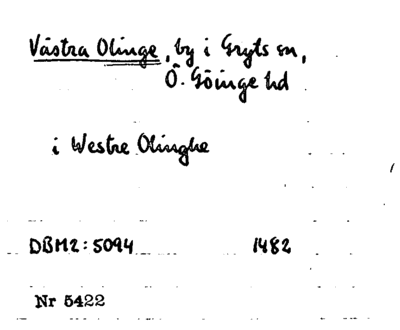 Västra Olinge, by i Gryts sn,
Ö. Göinge hd
i Westre Olinghe
DBM2:5094 1482
Nr 5422